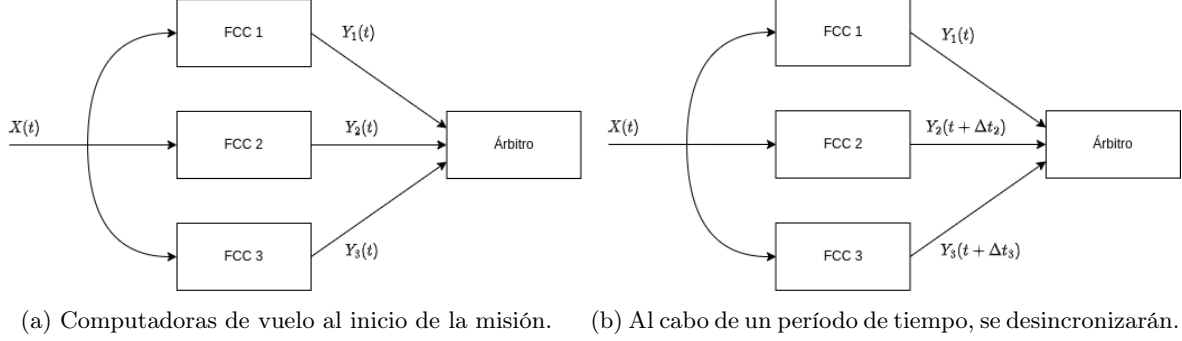 FCC 1
Y₁(t)
X(t)
FCC 2
Y₂(t)
Árbitro
FCC 3
Y₃(t)
(a) Computadoras de vuelo al inicio de la misión.
FCC 1
Y₁(t)
X(t)
FCC 2
Y₂(t + Δt₂)
Árbitro
FCC 3
Y₃(t + Δt₃)
(b) Al cabo de un período de tiempo, se desincronizarán.